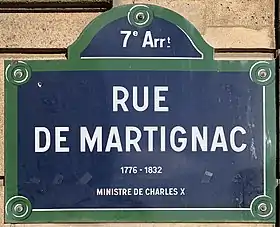 7e Arrt
RUE
DE MARTIGNAC
1776 - 1832
MINISTRE DE CHARLES X